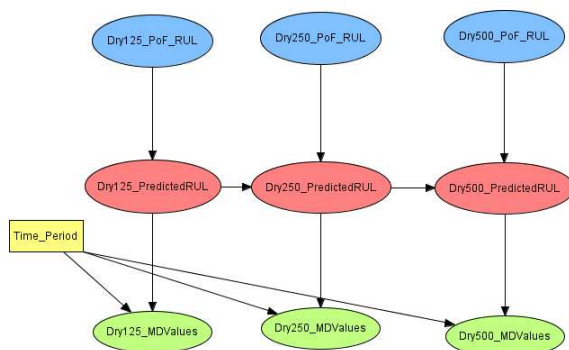 Dry125_PoF_RUL
Dry250_PoF_RUL
Dry500_PoF_RUL
Dry125_PredictedRUL
Dry250_PredictedRUL
Dry500_PredictedRUL
Time_Period
Dry125_MDValues
Dry250_MDValues
Dry500_MDValues